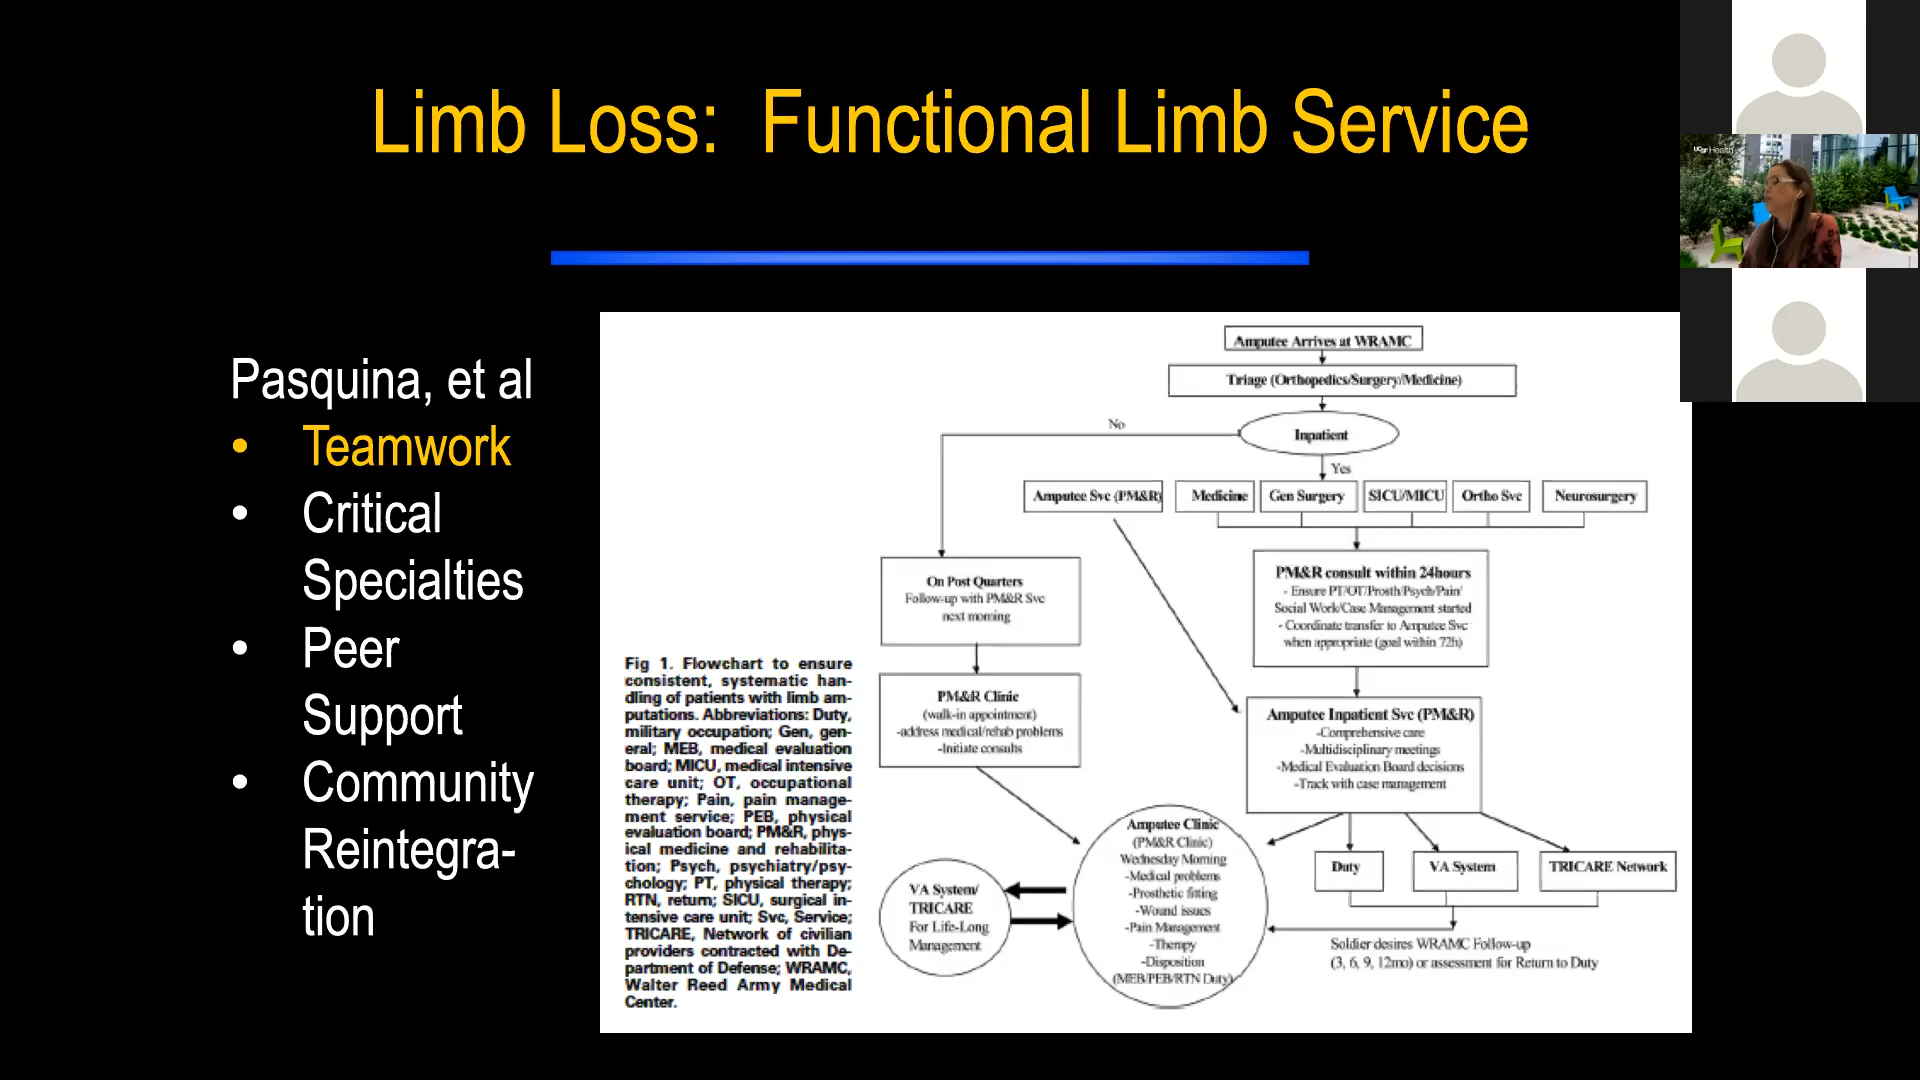 Limb Loss: Functional Limb Service
UCSF Health
Pasquina, et al
• Teamwork
• Critical
Specialties
• Peer
Support
• Community
Reintegra-
tion
Amputee Arrives at WRAMC
Triage (Orthopedics/Surgery/Medicine)
Inpatient
No
Yes
Amputee Svc (PM&R)
Medicine
Gen Surgery
SICU/MICU
Ortho Svc
Neurosurgery
On Post Quarters
Follow-up with PM&R Svc
next morning
PM&R consult within 24hours
- Ensure PT/OT/Prosth/Psych/Pain/
Social Work/Case Management started
- Coordinate transfer to Amputee Svc
when appropriate (goal within 72h)
PM&R Clinic
(walk-in appointment)
-address medical/rehab problems
-Initiate consults
Amputee Inpatient Svc (PM&R)
-Comprehensive care
-Multidisciplinary meetings
-Medical Evaluation Board decisions
-Track with case management
Amputee Clinic
(PM&R Clinic)
Wednesday Morning
-Medical problems
-Prosthetic fitting
-Wound issues
-Pain Management
-Therapy
-Disposition
(MEB/PEB/RTN Duty)
VA System/
TRICARE
For Life-Long
Management
Duty
VA System
TRICARE Network
Soldier desires WRAMC Follow-up
(3, 6, 9, 12mo) or assessment for Return to Duty
Fig 1. Flowchart to ensure
consistent, systematic han-
dling of patients with limb am-
putations. Abbreviations: Duty,
military occupation; Gen, gen-
eral; MEB, medical evaluation
board; MICU, medical intensive
care unit; OT, occupational
therapy; Pain, pain manage-
ment service; PEB, physical
evaluation board; PM&R, phys-
ical medicine and rehabilita-
tion; Psych, psychiatry/psy-
chology; PT, physical therapy;
RTN, return; SICU, surgical in-
tensive care unit; Svc, Service;
TRICARE, Network of civilian
providers contracted with De-
partment of Defense; WRAMC,
Walter Reed Army Medical
Center.